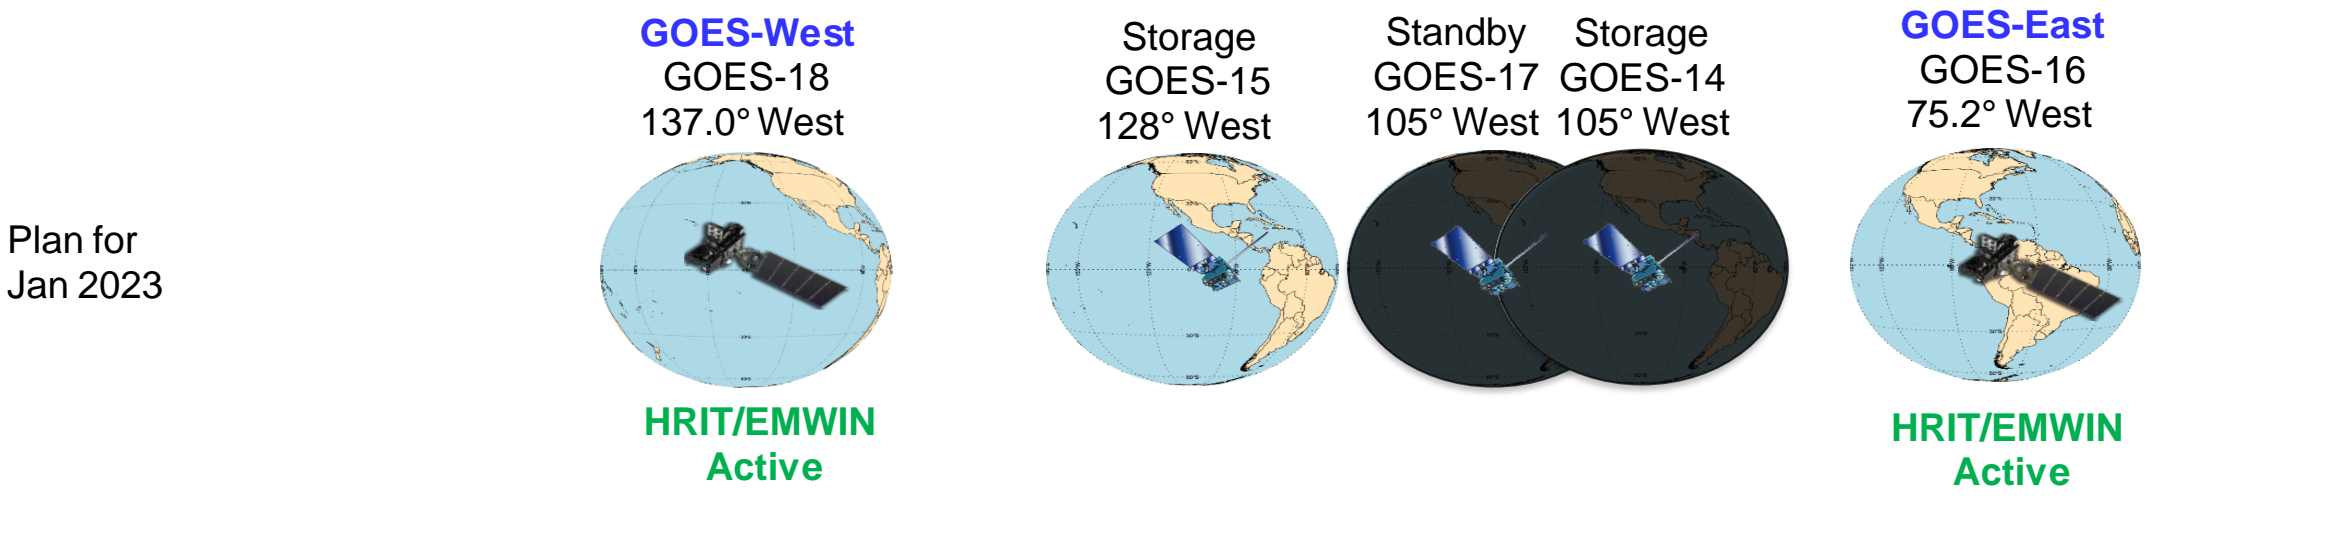 GOES-West
GOES-18
137.0° West
Storage
GOES-15
128° West
Standby
GOES-17
105° West
Storage
GOES-14
105° West
GOES-East
GOES-16
75.2° West
Plan for
Jan 2023
HRIT/EMWIN
Active
HRIT/EMWIN
Active